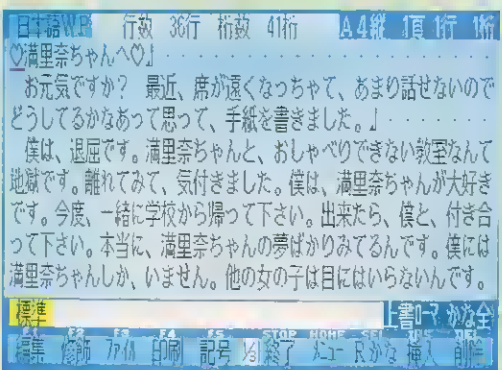 日本語W.P. 行数 36行 桁数 41桁 A4縦 1頁 1行 1桁
♡満里奈ちゃんへ♡』
お元気ですか? 最近、席が遠くなっちゃて、あまり話せないので
どうしてるかなあって思って、手紙を書きました。』
僕は、退屈です。満里奈ちゃんと、おしゃべりできない教室なんて
地獄です。離れてみて、気付きました。僕は、満里奈ちゃんが大好き
です。今度、一緒に学校から帰って下さい。出来たら、僕と、付き合
って下さい。本当に、満里奈ちゃんの夢ばかりみてるんです。僕には
満里奈ちゃんしか、いません。他の女の子は目にはいらないんです。
標準 上書ローマ かな全
F2 F3 F4 F5 STOP HOME SEL INS DEL
編集 修飾 ファイル 印刷 記号 1/3 終了 メニュー Rかな 挿入 削除